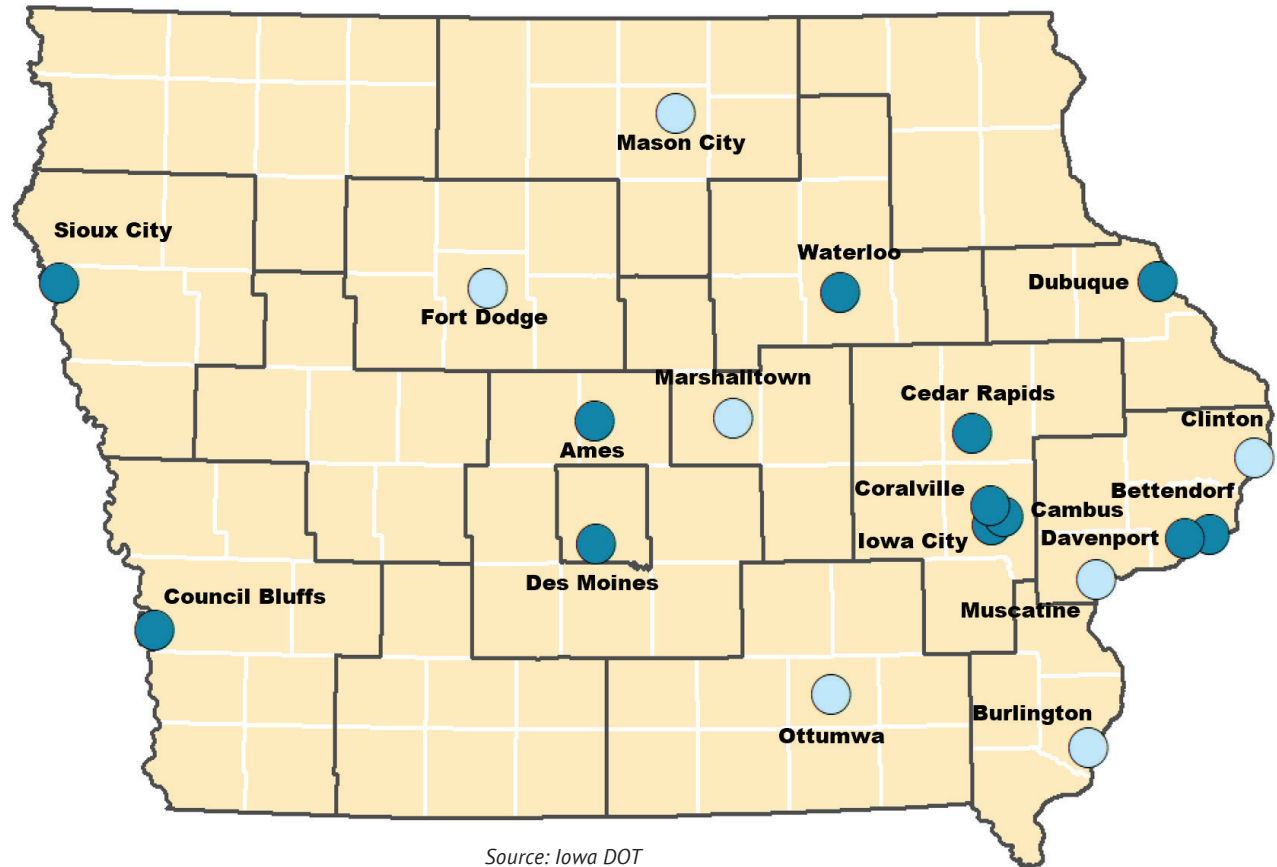 Mason City
Sioux City
Waterloo
Dubuque
Fort Dodge
Marshalltown
Cedar Rapids
Clinton
Ames
Coralville
Bettendorf
Cambus
Iowa City
Davenport
Des Moines
Council Bluffs
Muscatine
Burlington
Ottumwa
Source: Iowa DOT